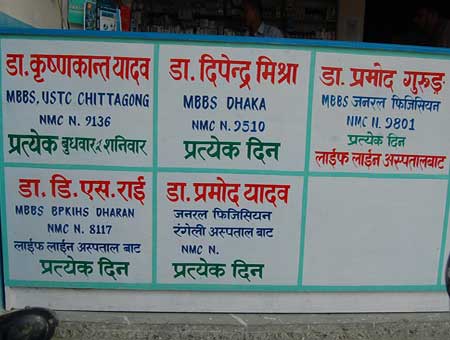 डा. कृष्णकान्त यादव
MBBS, USTC CHITTAGONG
NMC N. 9136
प्रत्येक बुधवार र शनिवार
डा. दिपेन्द्र मिश्रा
MBBS DHAKA
NMC N. 9510
प्रत्येक दिन
डा. प्रमोद गुरुङ
MBBS जनरल फिजिसियन
NMC N. 9801
प्रत्येक दिन
लाईफ लाईन अस्पतालबाट
डा. डि. एस. राई
MBBS BPKIHS DHARAN
NMC N. 8117
लाईफ लाईन अस्पताल बाट
प्रत्येक दिन
डा. प्रमोद यादव
जनरल फिजिसियन
रंगेली अस्पताल बाट
NMC N.
प्रत्येक दिन